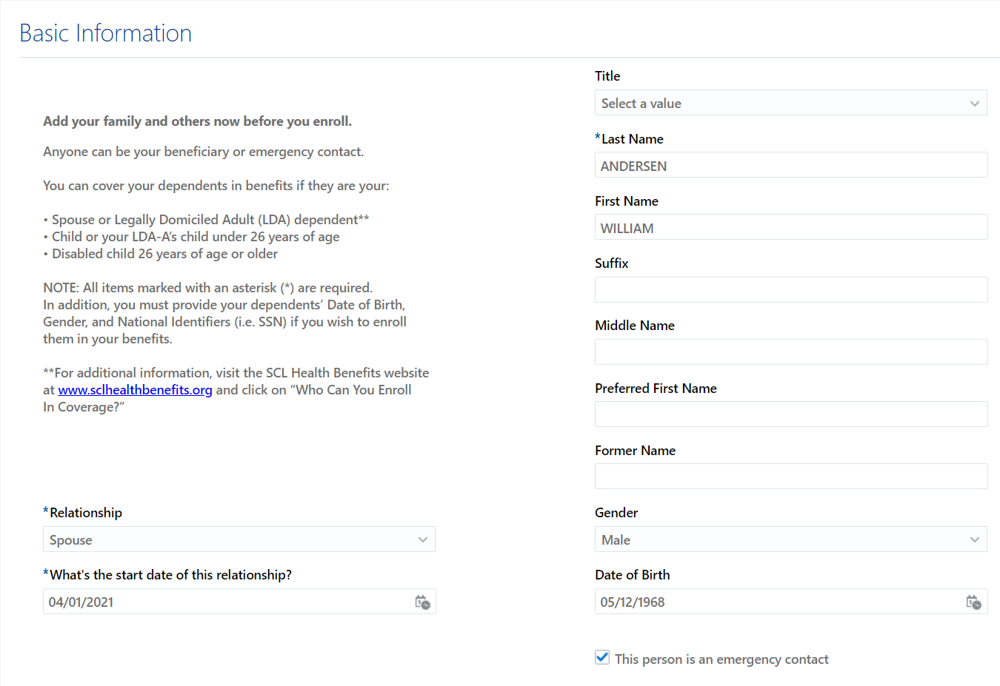 Basic Information
Add your family and others now before you enroll.
Anyone can be your beneficiary or emergency contact.
You can cover your dependents in benefits if they are your:
• Spouse or Legally Domiciled Adult (LDA) dependent**
• Child or your LDA-A’s child under 26 years of age
• Disabled child 26 years of age or older
NOTE: All items marked with an asterisk (*) are required.
In addition, you must provide your dependents’ Date of Birth,
Gender, and National Identifiers (i.e. SSN) if you wish to enroll
them in your benefits.
**For additional information, visit the SCL Health Benefits website
at www.sclhealthbenefits.org and click on “Who Can You Enroll
In Coverage?”
*Relationship
Spouse
*What's the start date of this relationship?
04/01/2021
Title
Select a value
*Last Name
ANDERSEN
First Name
WILLIAM
Suffix
Middle Name
Preferred First Name
Former Name
Gender
Male
Date of Birth
05/12/1968
This person is an emergency contact